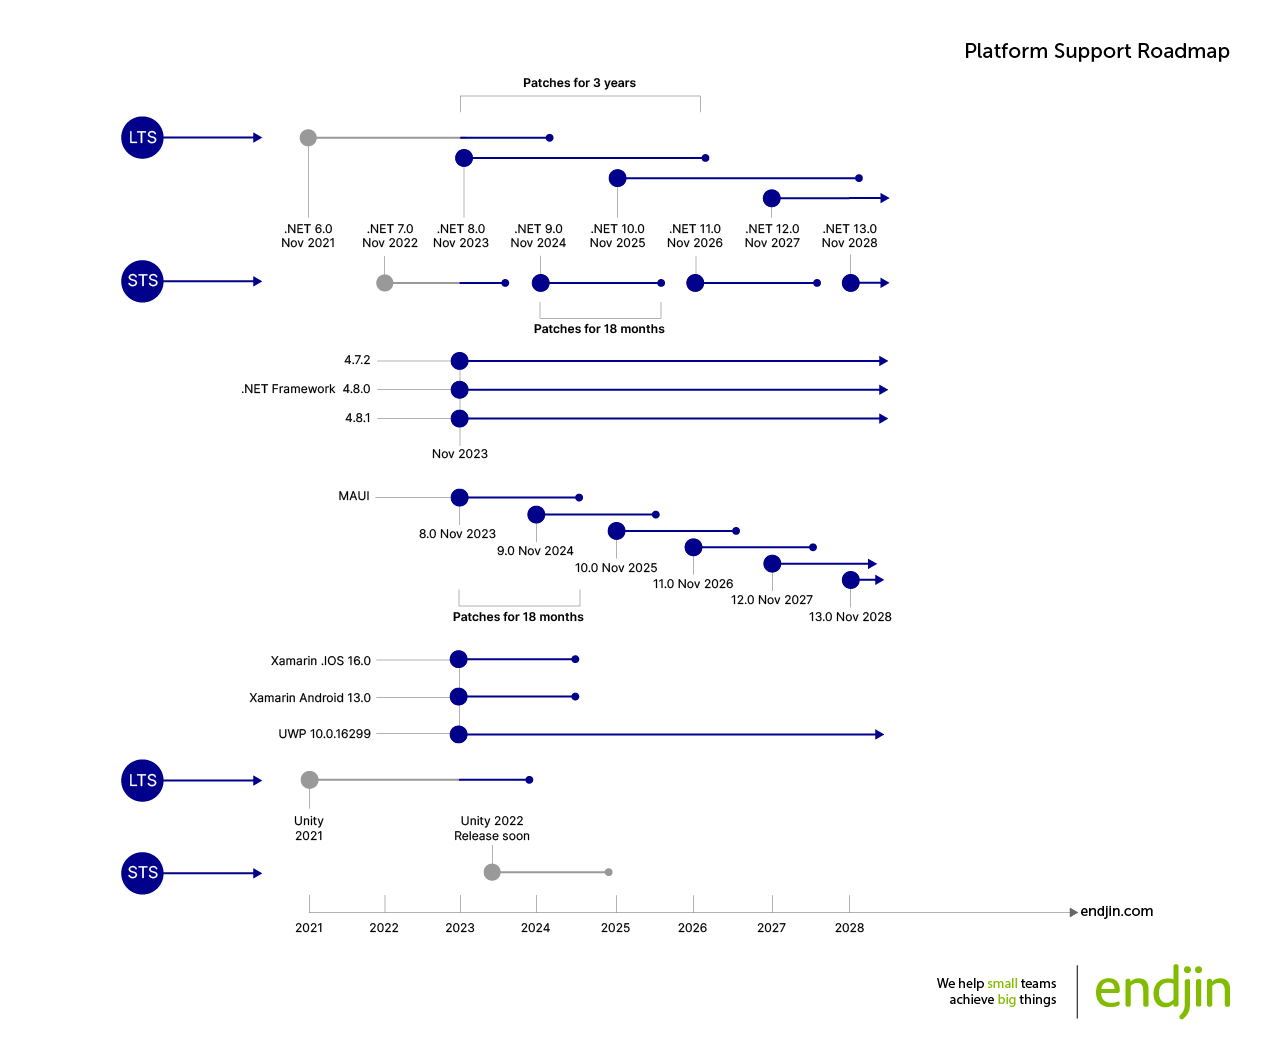 Platform Support Roadmap
Patches for 3 years
LTS
.NET 6.0 .NET 7.0 .NET 8.0 .NET 9.0 .NET 10.0 .NET 11.0 .NET 12.0 .NET 13.0
Nov 2021 Nov 2022 Nov 2023 Nov 2024 Nov 2025 Nov 2026 Nov 2027 Nov 2028
STS
Patches for 18 months
4.7.2
.NET Framework 4.8.0
4.8.1
Nov 2023
MAUI
8.0 Nov 2023
9.0 Nov 2024
10.0 Nov 2025
11.0 Nov 2026
12.0 Nov 2027
13.0 Nov 2028
Patches for 18 months
Xamarin .IOS 16.0
Xamarin Android 13.0
UWP 10.0.16299
LTS
Unity
2021
Unity 2022
Release soon
STS
endjin.com
2021 2022 2023 2024 2025 2026 2027 2028
We help small teams
achieve big things
endjin